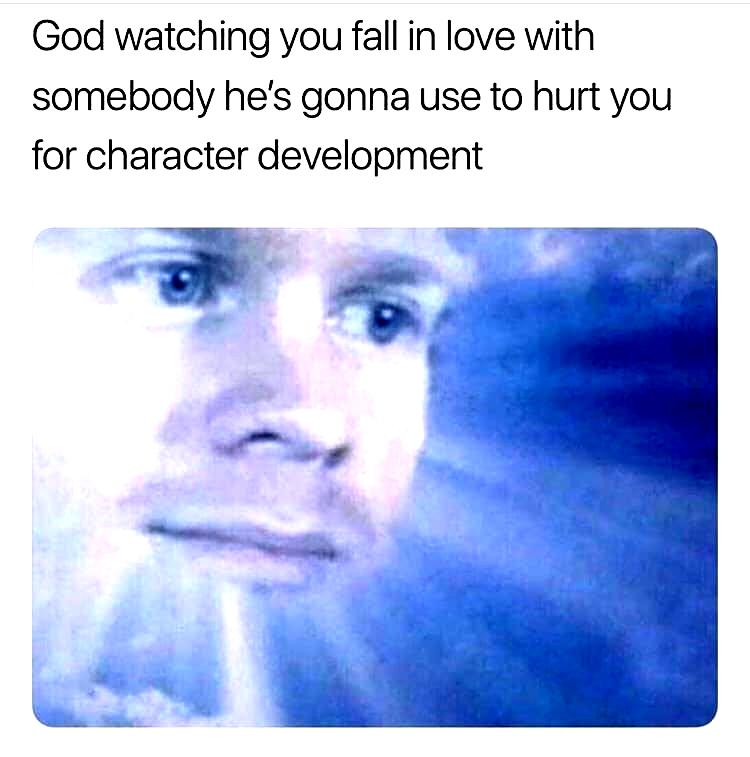 God watching you fall in love with
somebody he's gonna use to hurt you
for character development